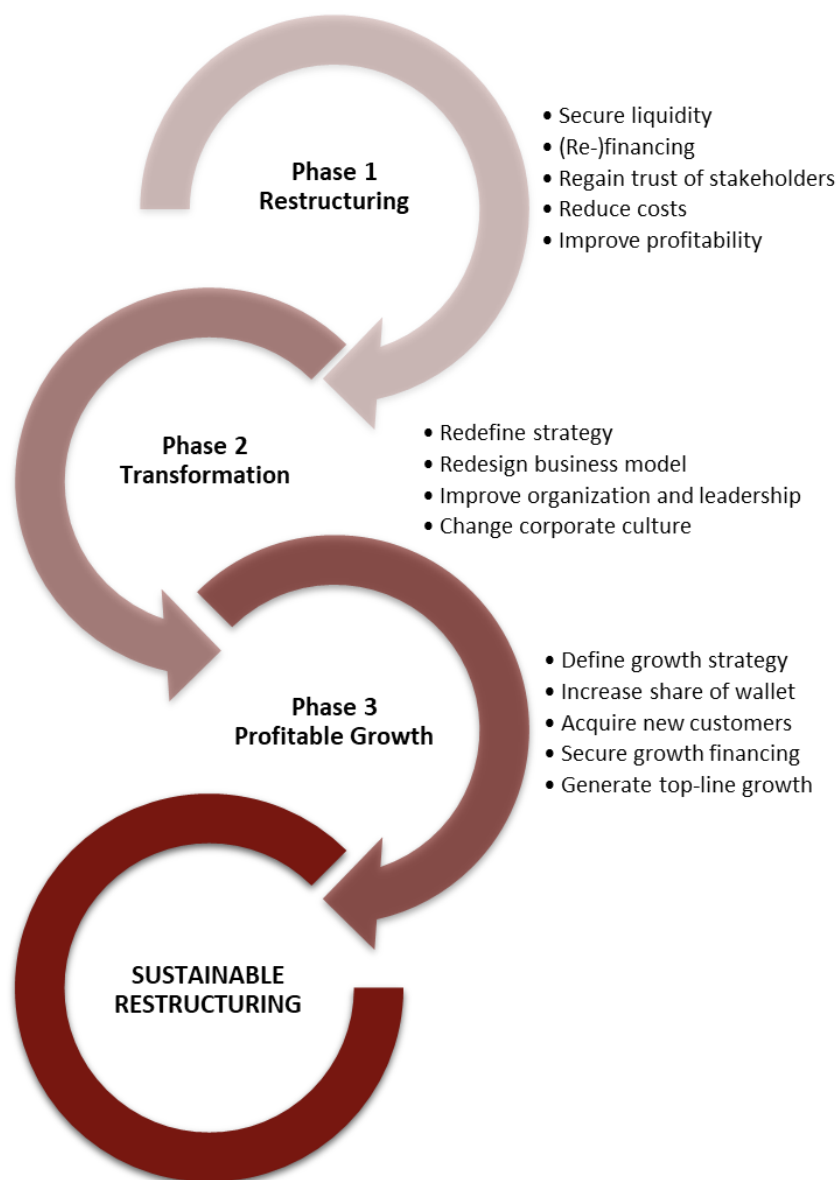 Phase 1
Restructuring
• Secure liquidity
• (Re-)financing
• Regain trust of stakeholders
• Reduce costs
• Improve profitability
Phase 2
Transformation
• Redefine strategy
• Redesign business model
• Improve organization and leadership
• Change corporate culture
Phase 3
Profitable Growth
• Define growth strategy
• Increase share of wallet
• Acquire new customers
• Secure growth financing
• Generate top-line growth
SUSTAINABLE
RESTRUCTURING